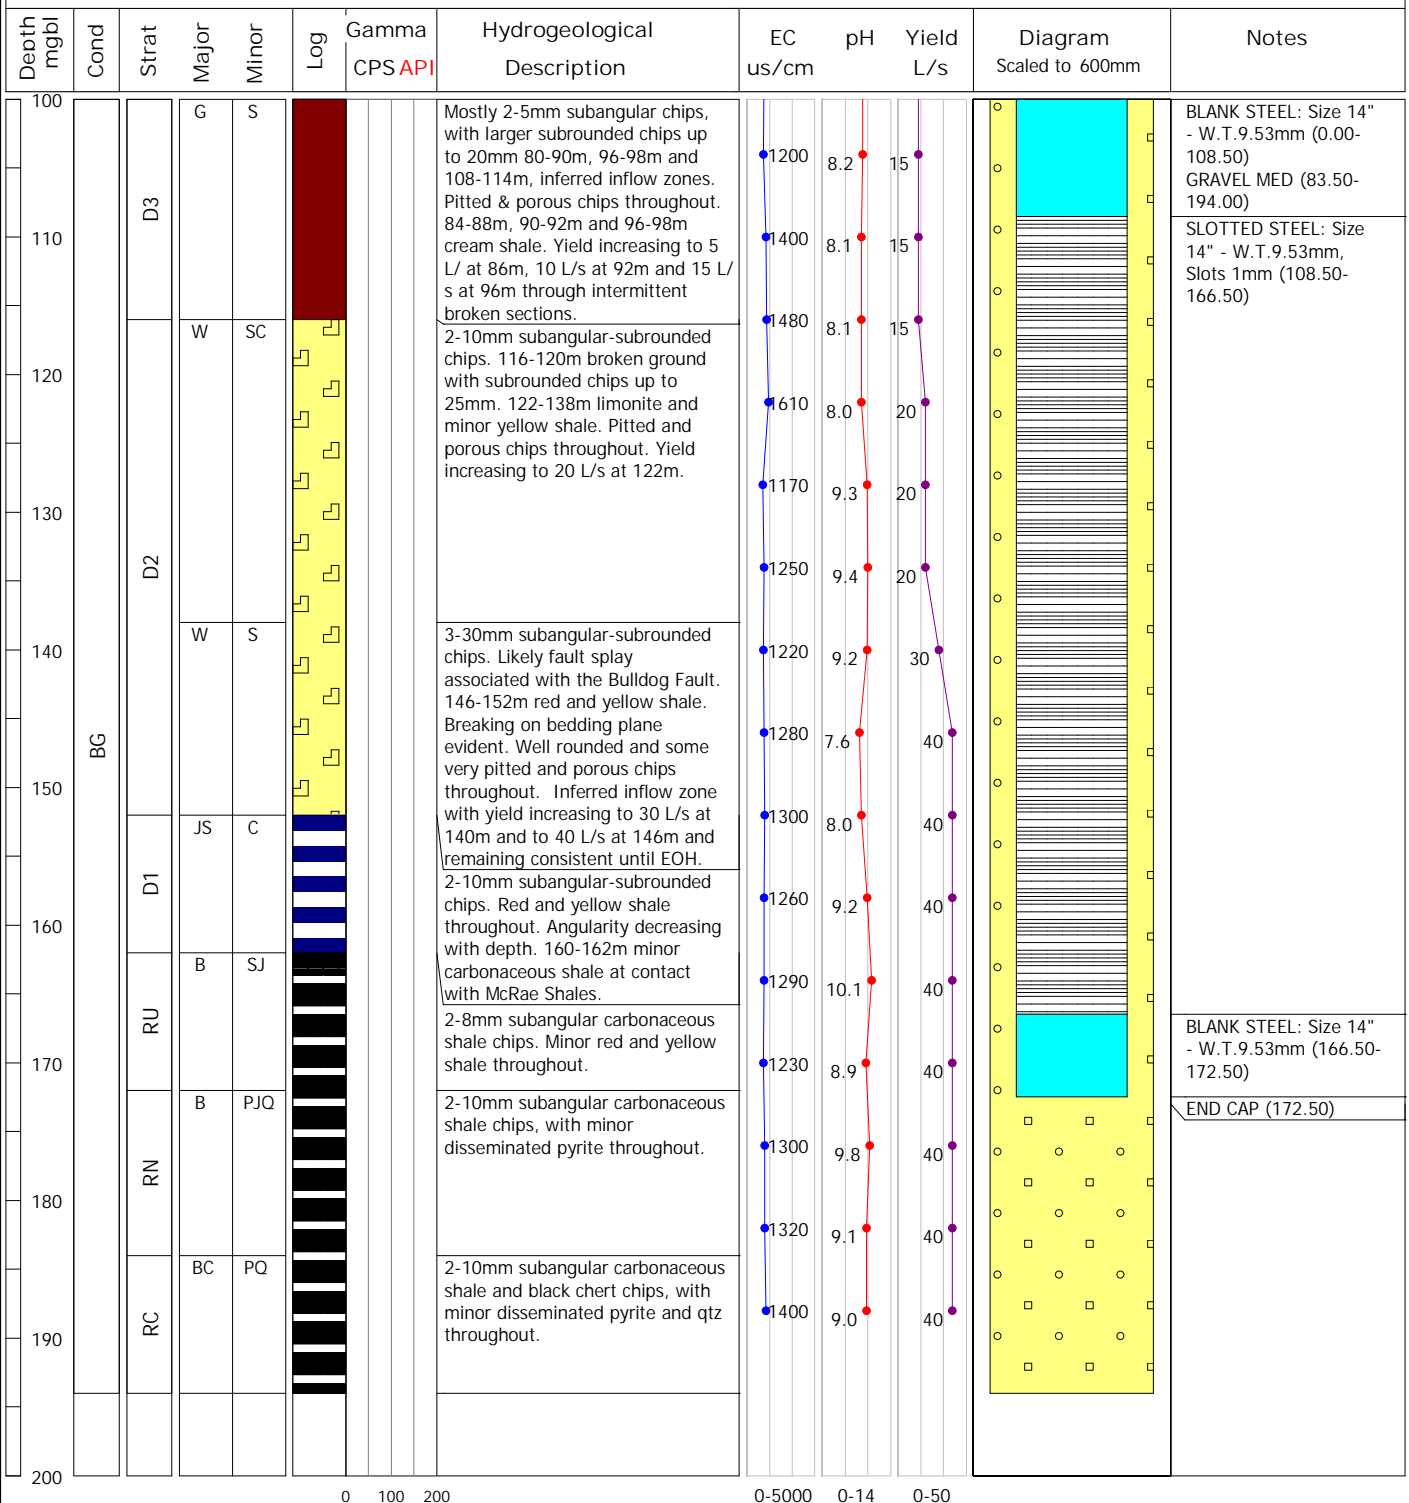 Depth mgbl
Cond
Strat
Major
Minor
Log
Gamma
CPS API
Hydrogeological
Description
EC
us/cm
pH
Yield
L/s
Diagram
Scaled to 600mm
Notes
100
110
120
130
140
150
160
170
180
190
200
BG
D3
D2
D1
RU
RN
RC
G S
W SC
W S
JS C
B SJ
B PJQ
BC PQ
Mostly 2-5mm subangular chips,
with larger subrounded chips up
to 20mm 80-90m, 96-98m and
108-114m, inferred inflow zones.
Pitted & porous chips throughout.
84-88m, 90-92m and 96-98m
cream shale. Yield increasing to 5
L/ at 86m, 10 L/s at 92m and 15 L/
s at 96m through intermittent
broken sections.
2-10mm subangular-subrounded
chips. 116-120m broken ground
with subrounded chips up to
25mm. 122-138m limonite and
minor yellow shale. Pitted and
porous chips throughout. Yield
increasing to 20 L/s at 122m.
3-30mm subangular-subrounded
chips. Likely fault splay
associated with the Bulldog Fault.
146-152m red and yellow shale.
Breaking on bedding plane
evident. Well rounded and some
very pitted and porous chips
throughout. Inferred inflow zone
with yield increasing to 30 L/s at
140m and to 40 L/s at 146m and
remaining consistent until EOH.
2-10mm subangular-subrounded
chips. Red and yellow shale
throughout. Angularity decreasing
with depth. 160-162m minor
carbonaceous shale at contact
with McRae Shales.
2-8mm subangular carbonaceous
shale chips. Minor red and yellow
shale throughout.
2-10mm subangular carbonaceous
shale chips, with minor
disseminated pyrite throughout.
2-10mm subangular carbonaceous
shale and black chert chips, with
minor disseminated pyrite and qtz
throughout.
1200 8.2 15
1400 8.1 15
1480 8.1 15
1610 8.0 20
1170 9.3 20
1250 9.4 20
1220 9.2 30
1280 7.6 40
1300 8.0 40
1260 9.2 40
1290 10.1 40
1230 8.9 40
1300 9.8 40
1320 9.1 40
1400 9.0 40
BLANK STEEL: Size 14"
- W.T.9.53mm (0.00-
108.50)
GRAVEL MED (83.50-
194.00)
SLOTTED STEEL: Size
14" - W.T.9.53mm,
Slots 1mm (108.50-
166.50)
BLANK STEEL: Size 14"
- W.T.9.53mm (166.50-
172.50)
END CAP (172.50)
0 100 200
0-5000 0-14 0-50